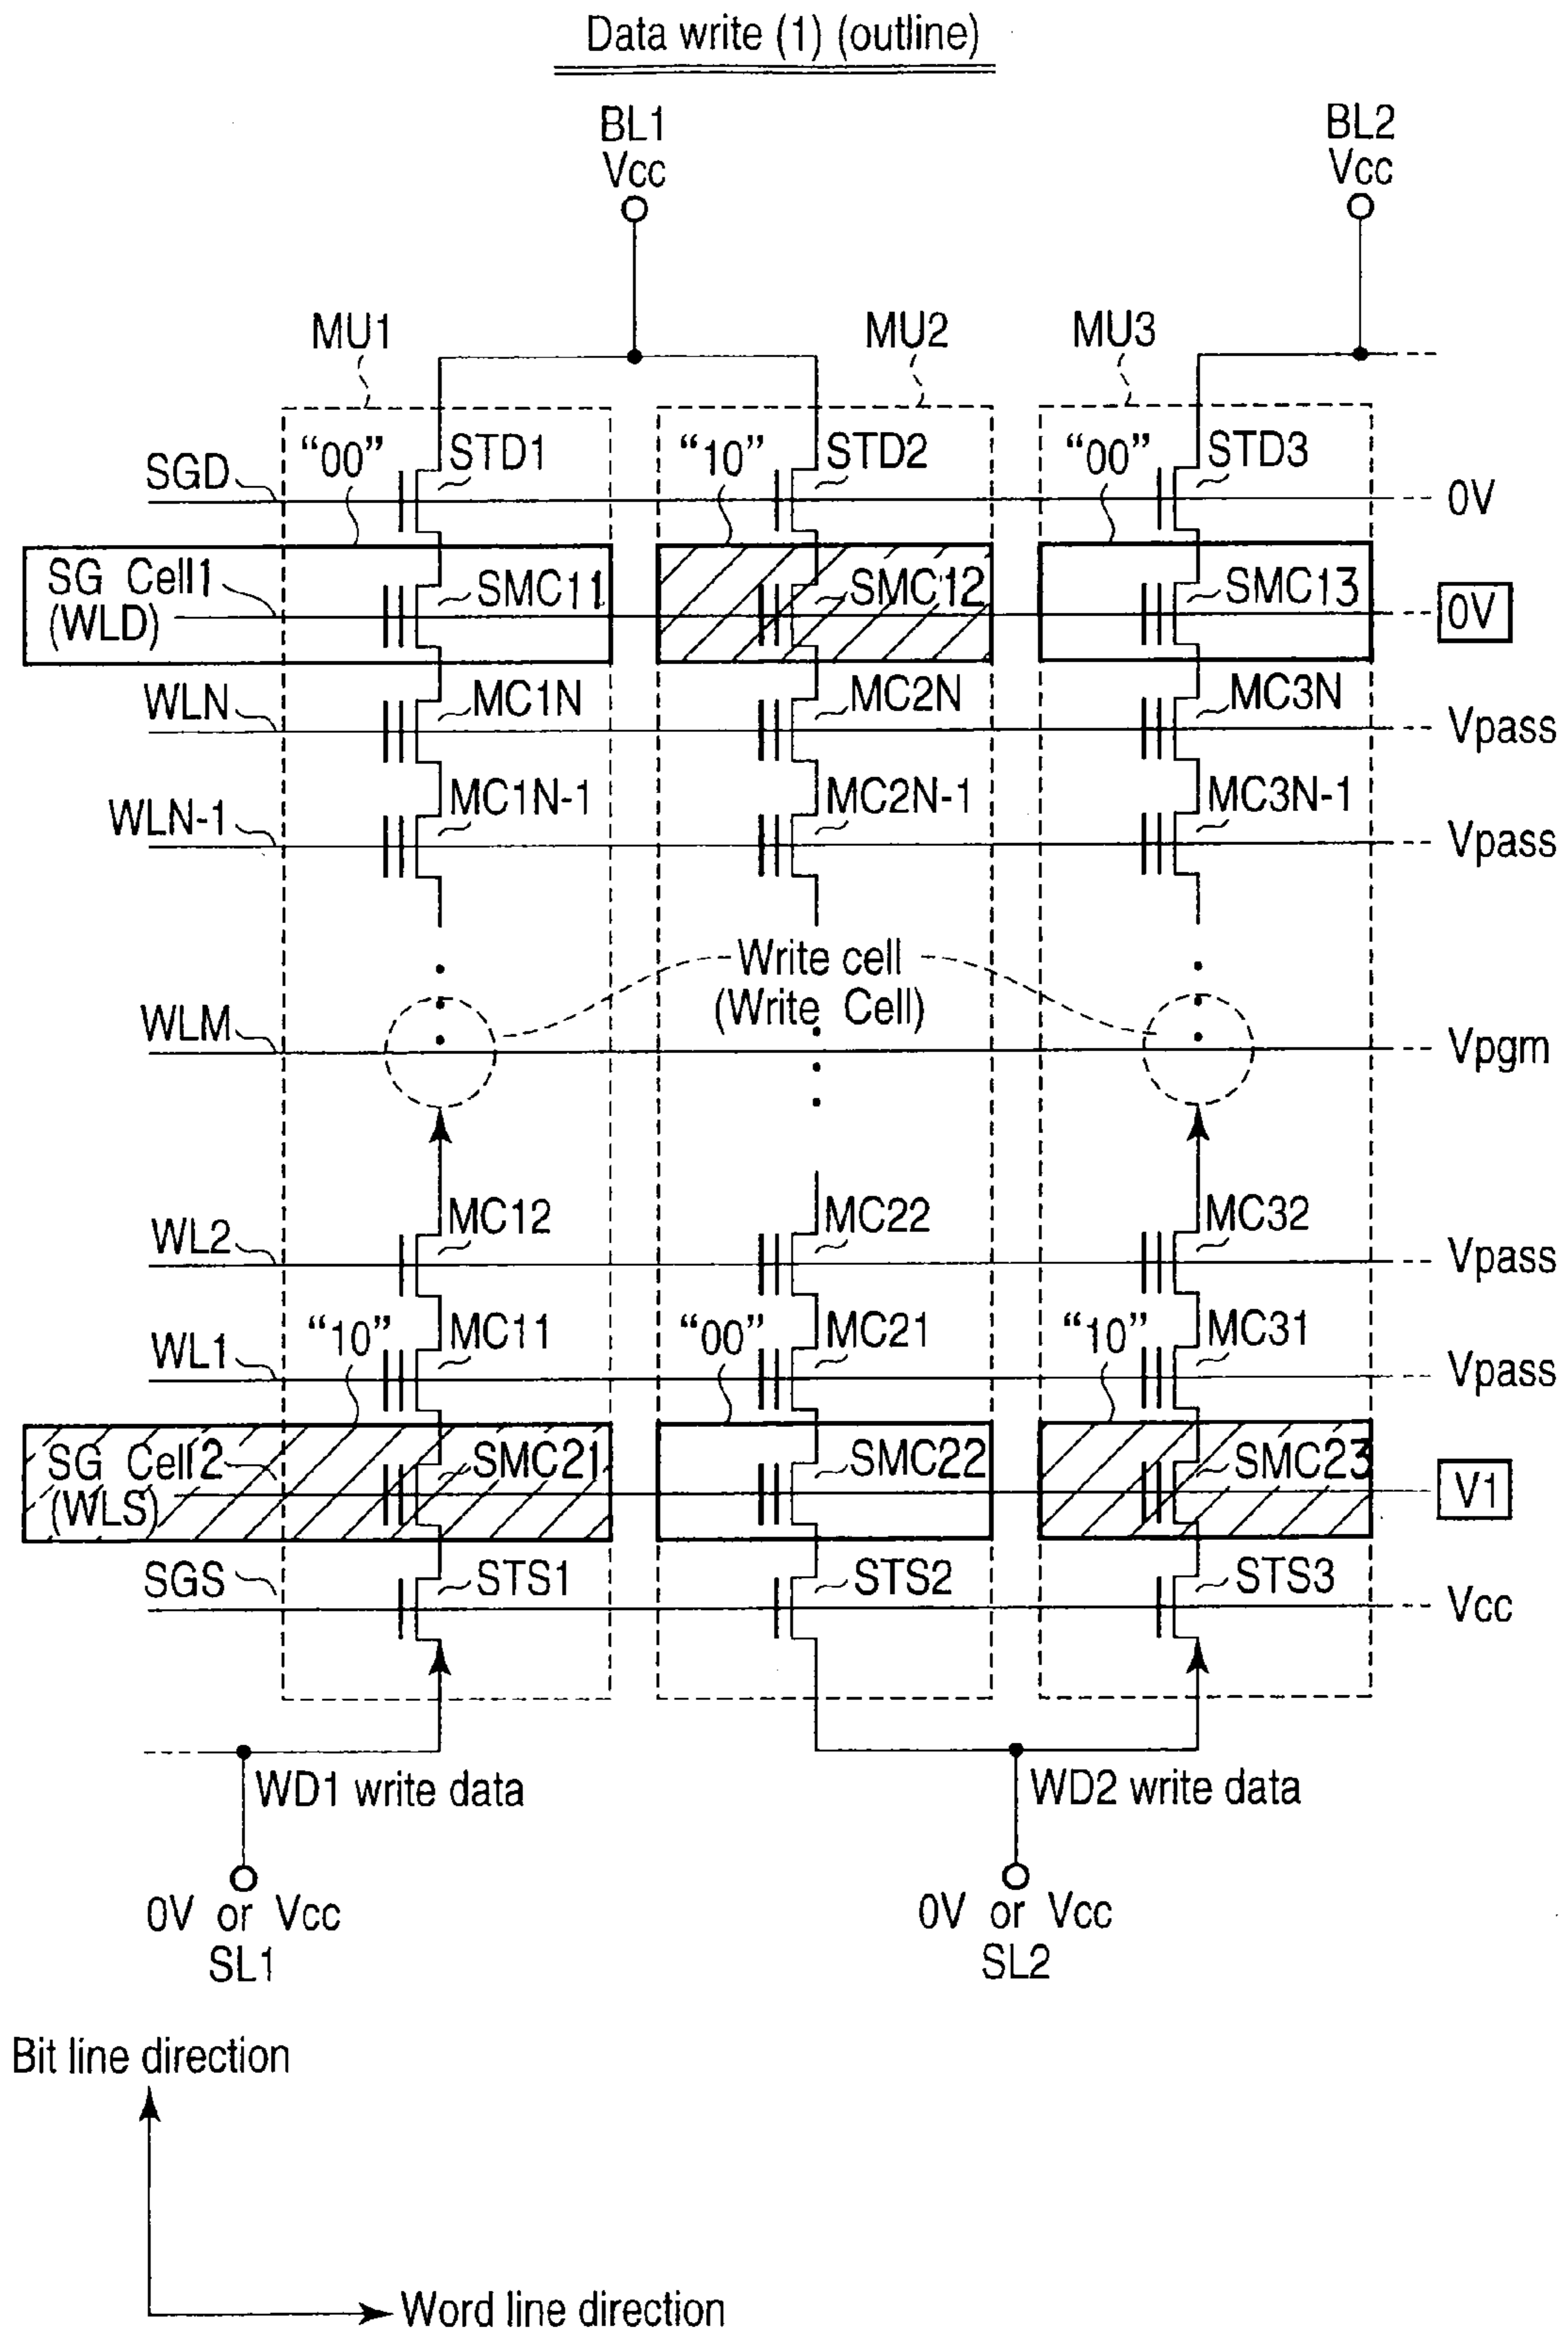 Data write (1) (outline)
BL1
Vcc
BL2
Vcc
MU1
MU2
MU3
“00”
STD1
“10”
STD2
“00”
STD3
SGD
0V
SG Cell1
(WLD)
SMC11
SMC12
SMC13
0V
WLN
MC1N
MC2N
MC3N
Vpass
WLN-1
MC1N-1
MC2N-1
MC3N-1
Vpass
Write cell
(Write Cell)
WLM
Vpgm
WL2
MC12
MC22
MC32
Vpass
WL1
“10”
MC11
“00”
MC21
“10”
MC31
Vpass
SG Cell2
(WLS)
SMC21
SMC22
SMC23
V1
SGS
STS1
STS2
STS3
Vcc
WD1 write data
WD2 write data
0V or Vcc
SL1
0V or Vcc
SL2
Bit line direction
Word line direction